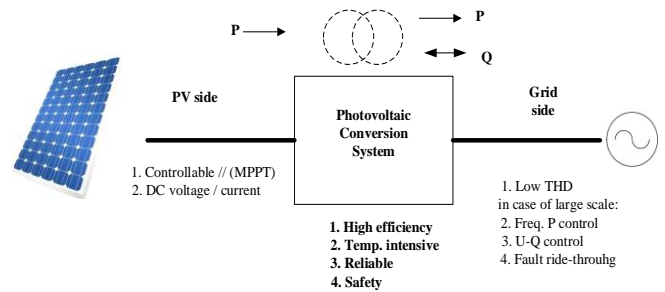 P
P
Q
PV side
Grid
side
Photovoltaic
Conversion
System
1. Controllable // (MPPT)
2. DC voltage / current
1. Low THD
in case of large scale:
2. Freq. P control
3. U-Q control
4. Fault ride-throuhg
1. High efficiency
2. Temp. intensive
3. Reliable
4. Safety